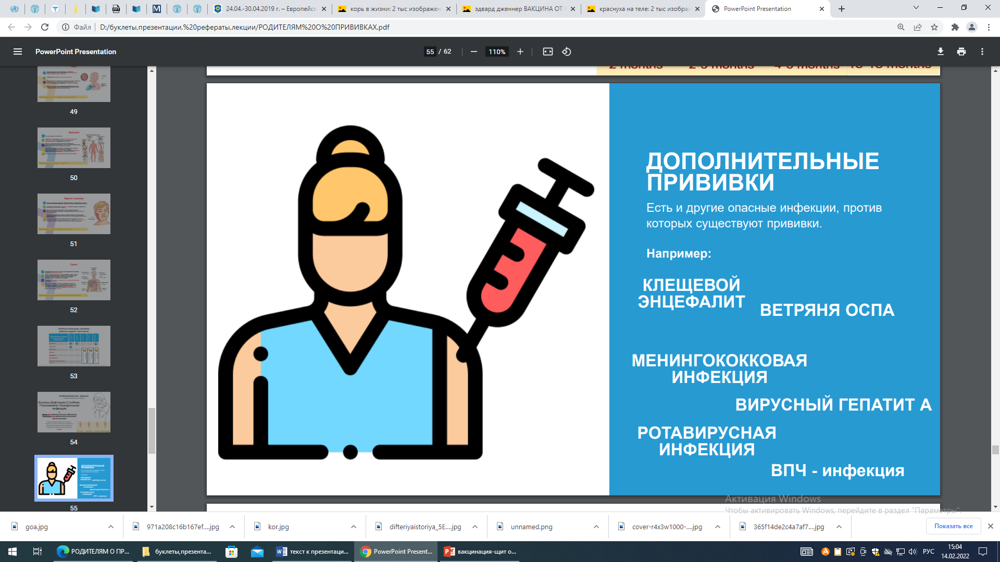 24.04.-30.04.2019 г. – Европейск
корь в жизни: 2 тыс изображен
эдвард дженнер ВАКЦИНА ОТ
краснуха на теле: 2 тыс изображ
PowerPoint Presentation
Файл
D:/буклеты,презентации,%20рефераты,лекции/РОДИТЕЛЯМ%20О%20ПРИВИВКАХ.pdf
PowerPoint Presentation
55 / 62
110%
49
Краснуха
50
51
52
53
54
55
ДОПОЛНИТЕЛЬНЫЕ
ПРИВИВКИ
Есть и другие опасные инфекции, против
которых существуют прививки.
Например:
КЛЕЩЕВОЙ
ЭНЦЕФАЛИТ
ВЕТРЯНЯ ОСПА
МЕНИНГОКОККОВАЯ
ИНФЕКЦИЯ
ВИРУСНЫЙ ГЕПАТИТ А
РОТАВИРУСНАЯ
ИНФЕКЦИЯ
ВПЧ - инфекция
Активация Windows
Чтобы активировать Windows, перейдите в раздел "Параметры".
goa.jpg
971a208c16b167ef....jpg
kor.jpg
difteriyaistoriya_5E....jpg
unnamed.png
cover-r4x3w1000-....jpg
365f14de2c4a7af7....jpg
Показать все
РОДИТЕЛЯМ О ПР...
буклеты,презента...
текст к презентаци...
PowerPoint Present...
вакцинация-щит о...
РУС
15:04
14.02.2022